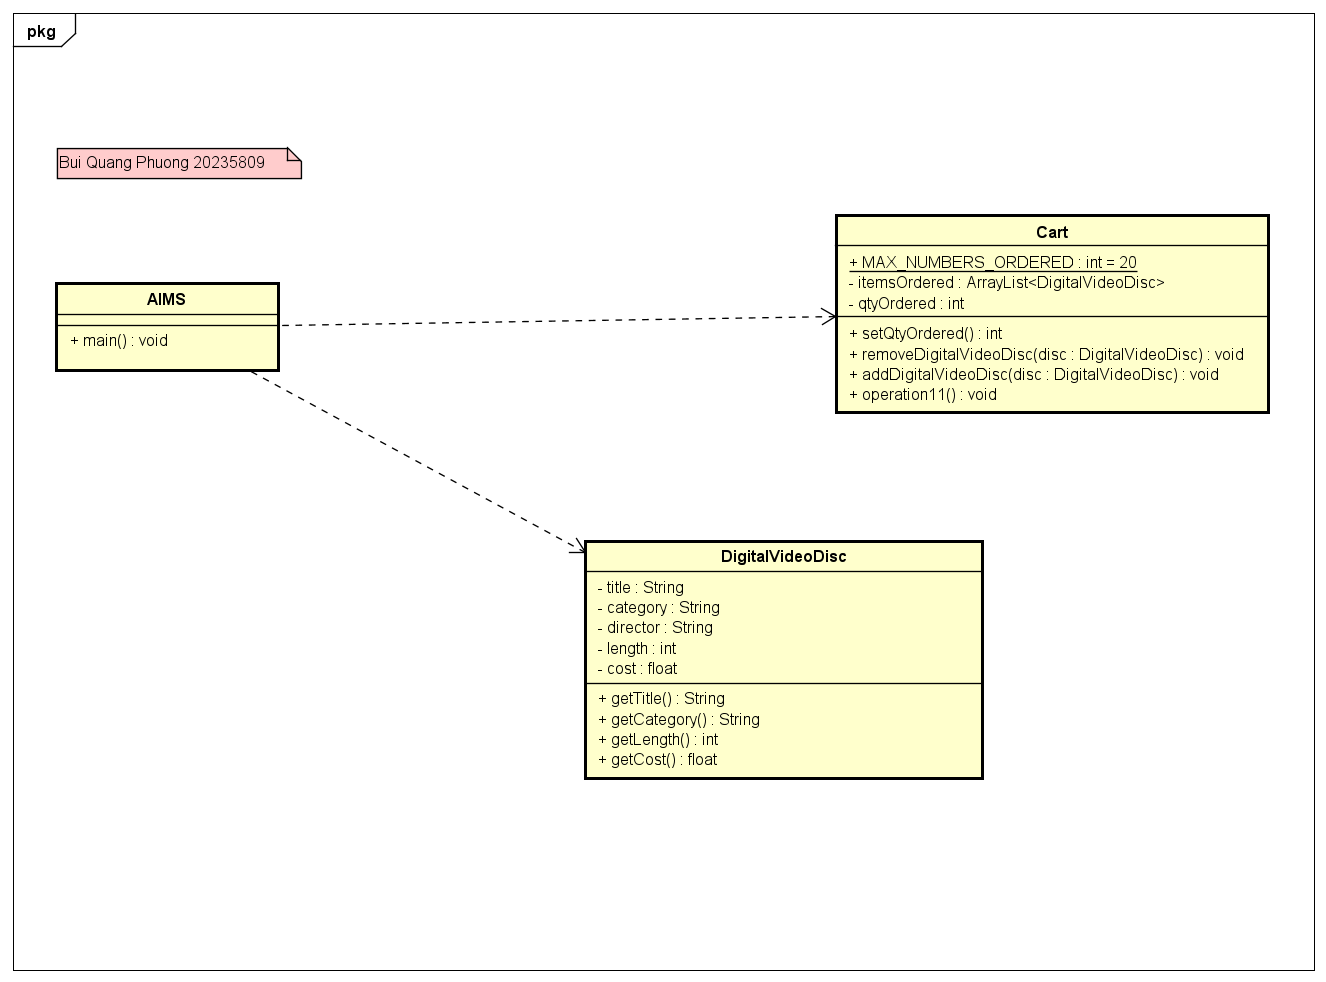 pkg
Bui Quang Phuong 20235809
AIMS
+ main() : void
Cart
+ MAX_NUMBERS_ORDERED : int = 20
- itemsOrdered : ArrayList<DigitalVideoDisc>
- qtyOrdered : int
+ setQtyOrdered() : int
+ removeDigitalVideoDisc(disc : DigitalVideoDisc) : void
+ addDigitalVideoDisc(disc : DigitalVideoDisc) : void
+ operation11() : void
DigitalVideoDisc
- title : String
- category : String
- director : String
- length : int
- cost : float
+ getTitle() : String
+ getCategory() : String
+ getLength() : int
+ getCost() : float